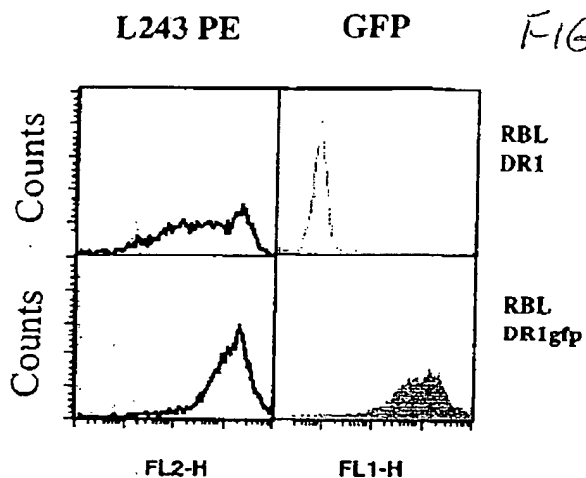 L243 PE GFP FIG
Counts
RBL
DR1
Counts
RBL
DR1gfp
FL2-H FL1-H